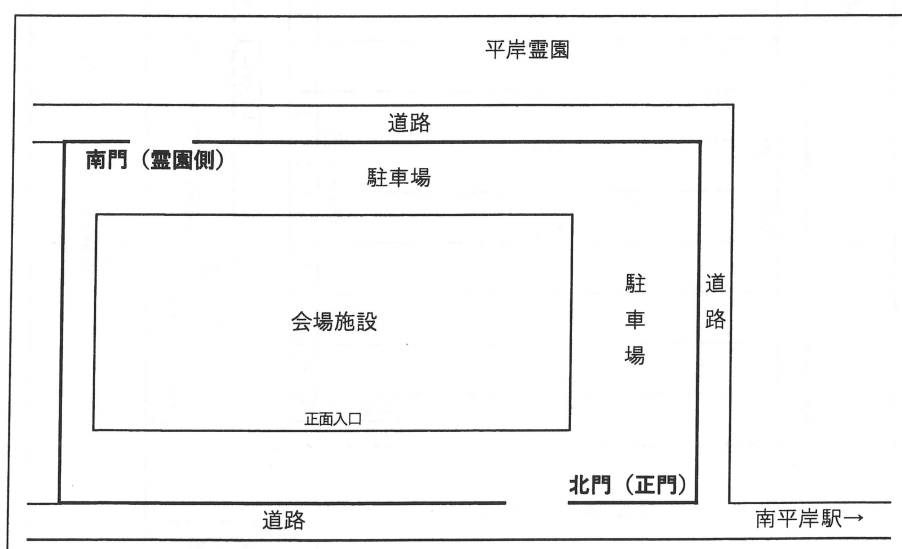 平岸霊園
道路
南門（霊園側）
駐車場
駐車場
道路
会場施設
正面入口
北門（正門）
道路
南平岸駅→